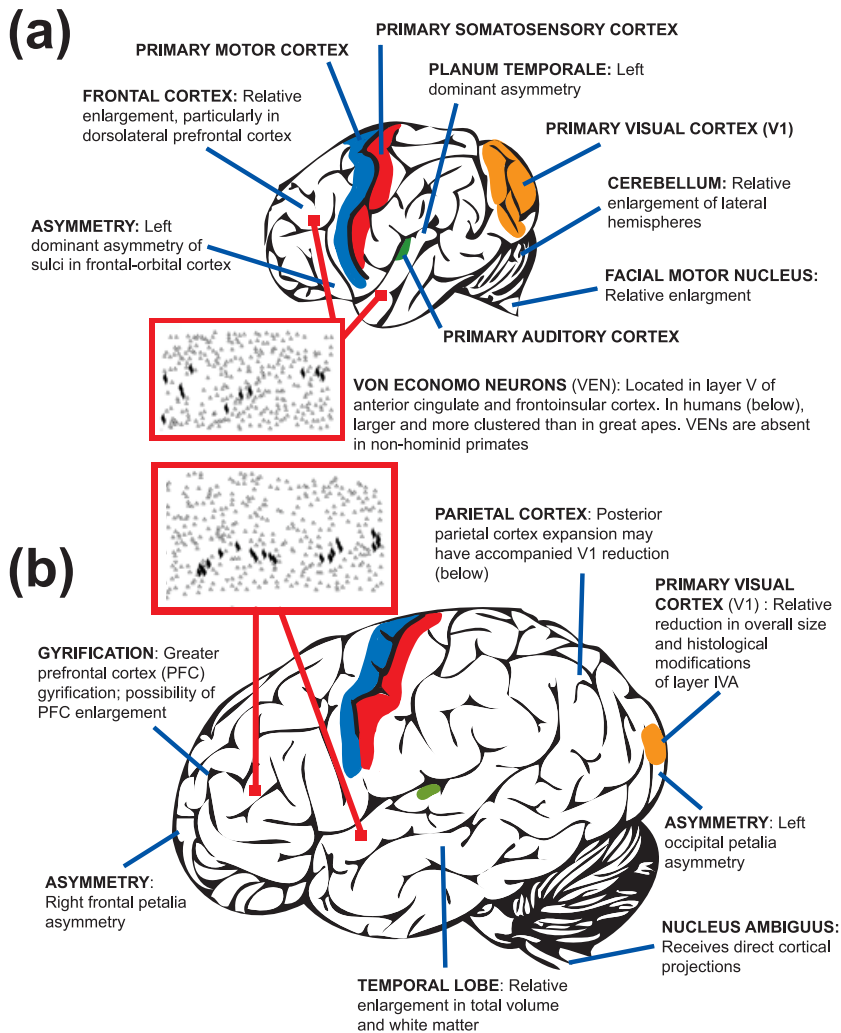 (a)
PRIMARY SOMATOSENSORY CORTEX
PRIMARY MOTOR CORTEX
PLANUM TEMPORALE: Left
dominant asymmetry
FRONTAL CORTEX: Relative
enlargement, particularly in
dorsolateral prefrontal cortex
PRIMARY VISUAL CORTEX (V1)
CEREBELLUM: Relative
enlargement of lateral
hemispheres
ASYMMETRY: Left
dominant asymmetry of
sulci in frontal-orbital cortex
FACIAL MOTOR NUCLEUS:
Relative enlargment
PRIMARY AUDITORY CORTEX
VON ECONOMO NEURONS (VEN): Located in layer V of
anterior cingulate and frontoinsular cortex. In humans (below),
larger and more clustered than in great apes. VENs are absent
in non-hominid primates
(b)
PARIETAL CORTEX: Posterior
parietal cortex expansion may
have accompanied V1 reduction
(below)
PRIMARY VISUAL
CORTEX (V1) : Relative
reduction in overall size
and histological
modifications
of layer IVA
GYRIFICATION: Greater
prefrontal cortex (PFC)
gyrification; possibility of
PFC enlargement
ASYMMETRY: Left
occipital petalia
asymmetry
ASYMMETRY:
Right frontal petalia
asymmetry
NUCLEUS AMBIGUUS:
Receives direct cortical
projections
TEMPORAL LOBE: Relative
enlargement in total volume
and white matter